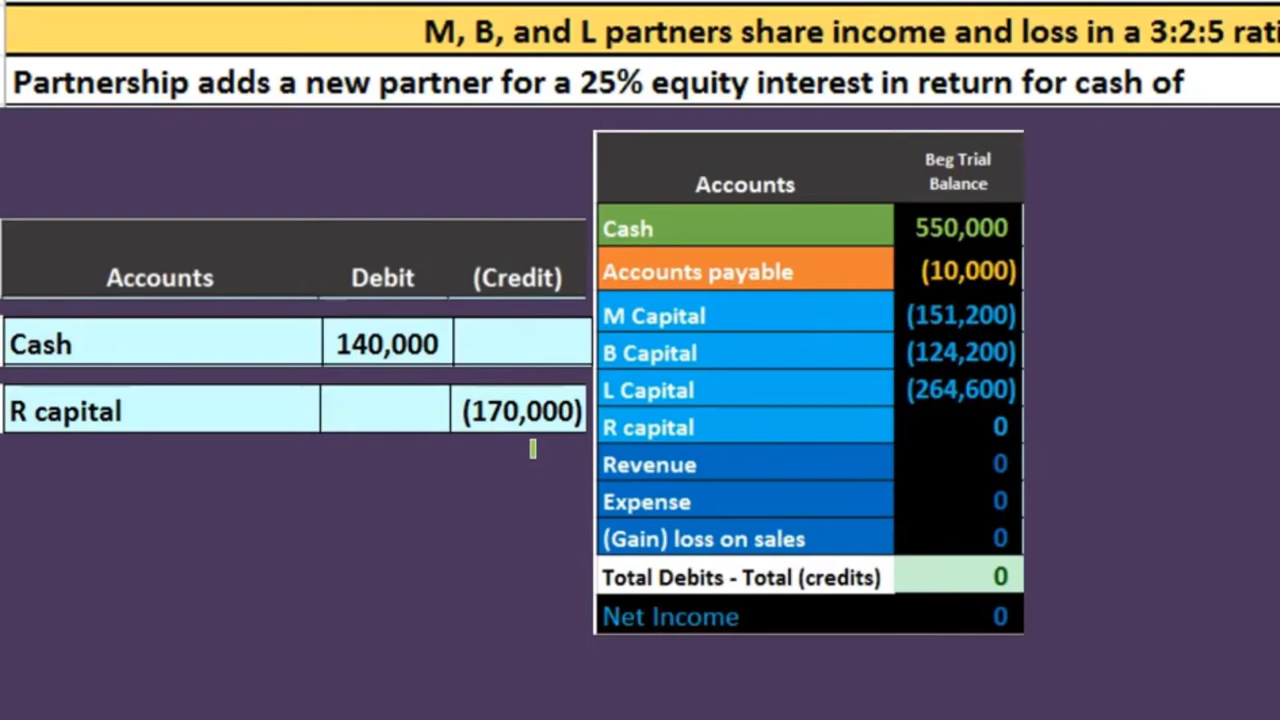 M, B, and L partners share income and loss in a 3:2:5 rati
Partnership adds a new partner for a 25% equity interest in return for cash of
Accounts Debit (Credit)
Cash 140,000
R capital (170,000)
Accounts Beg Trial Balance
Cash 550,000
Accounts payable (10,000)
M Capital (151,200)
B Capital (124,200)
L Capital (264,600)
R capital 0
Revenue 0
Expense 0
(Gain) loss on sales 0
Total Debits - Total (credits) 0
Net Income 0